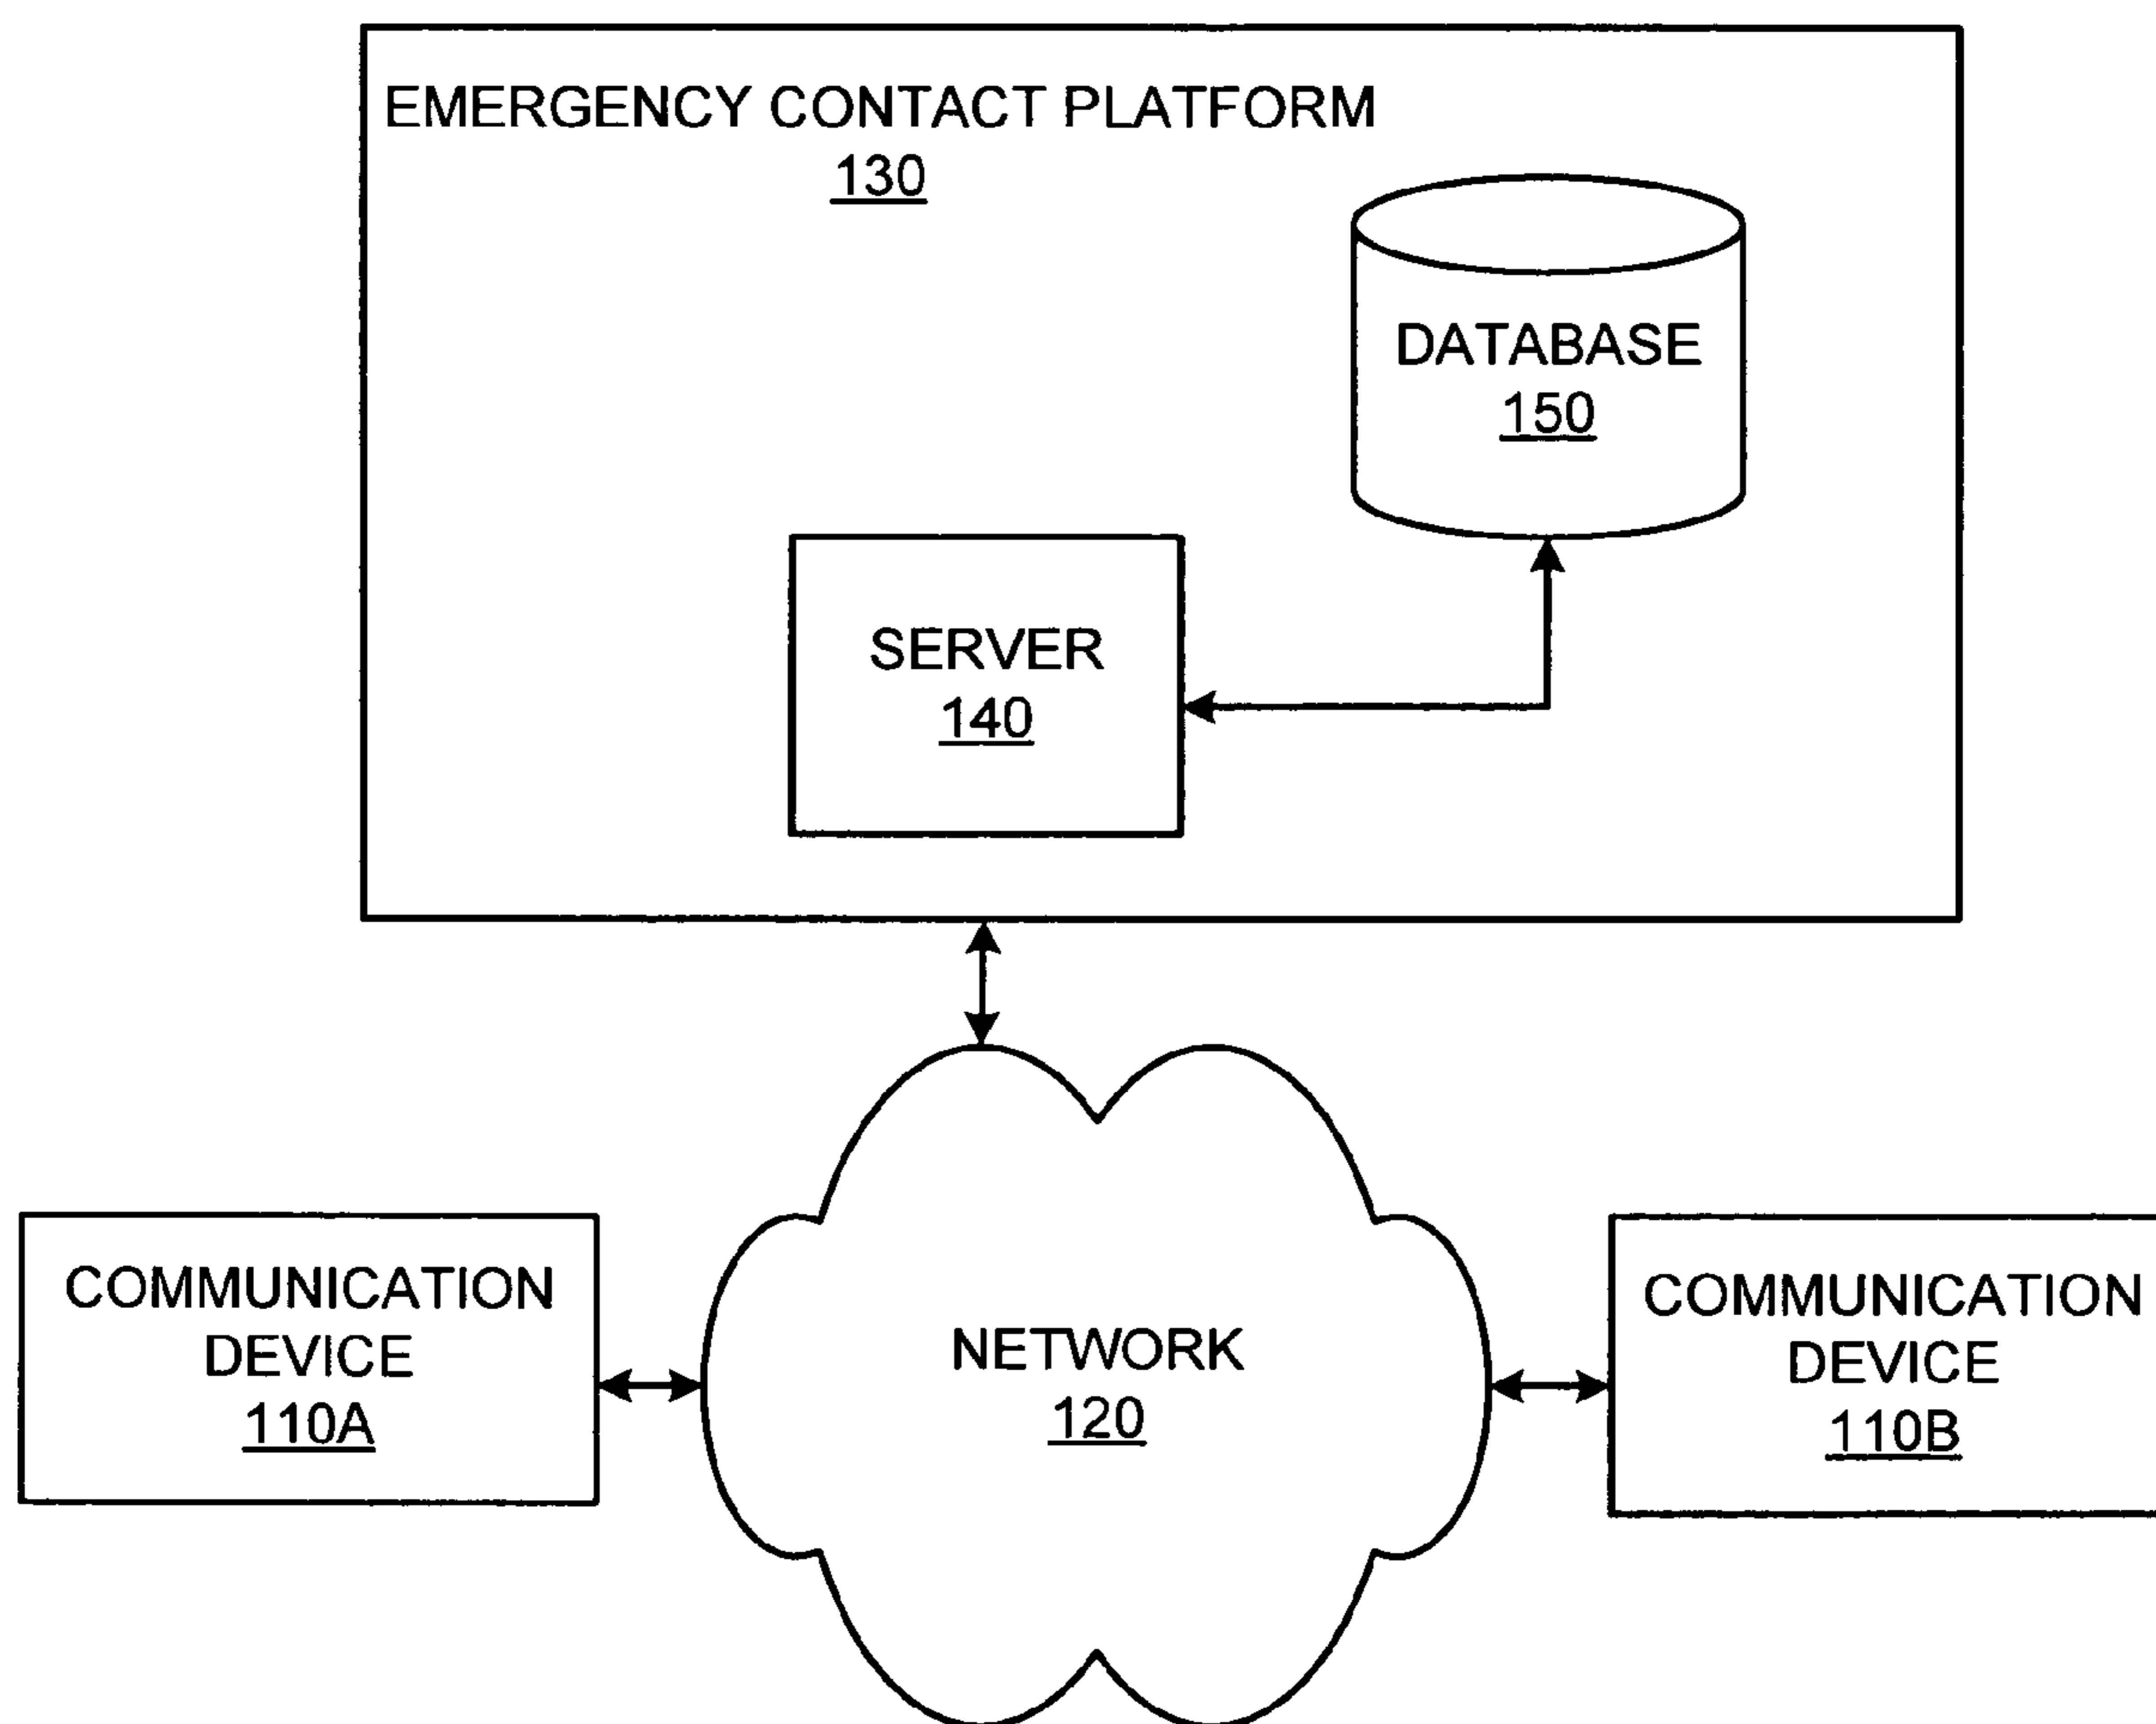 EMERGENCY CONTACT PLATFORM
130
DATABASE
150
SERVER
140
COMMUNICATION
DEVICE
110A
NETWORK
120
COMMUNICATION
DEVICE
110B